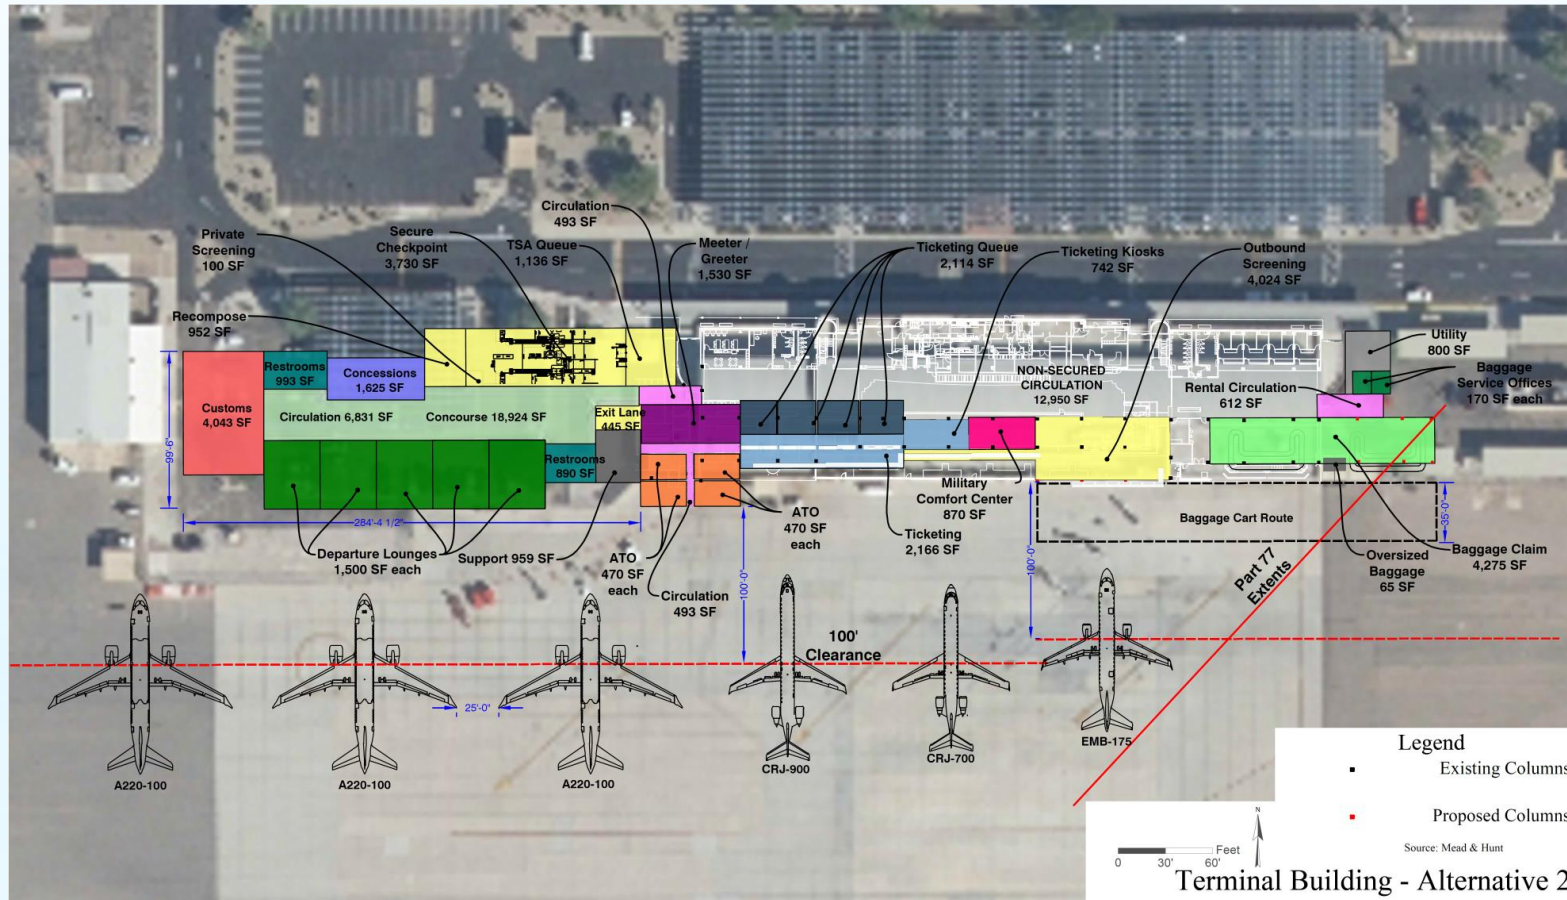 Circulation
493 SF
Private
Screening
100 SF
Secure
Checkpoint
3,730 SF
TSA Queue
1,136 SF
Meeter /
Greeter
1,530 SF
Ticketing Queue
2,114 SF
Ticketing Kiosks
742 SF
Outbound
Screening
4,024 SF
Recompose
952 SF
Utility
800 SF
Restrooms
993 SF
Concessions
1,625 SF
NON-SECURED
CIRCULATION
12,950 SF
Rental Circulation
612 SF
Baggage
Service Offices
170 SF each
Customs
4,043 SF
Circulation 6,831 SF
Concourse 18,924 SF
Exit Lane
445 SF
99'-6"
Restrooms
890 SF
284'-4 1/2"
Departure Lounges
1,500 SF each
Support 959 SF
ATO
470 SF
each
Circulation
493 SF
ATO
470 SF
each
Ticketing
2,166 SF
Military
Comfort Center
870 SF
Baggage Cart Route
35'-0"
Oversized
Baggage
65 SF
Baggage Claim
4,275 SF
100'-0"
100'-0"
Part 77
Extents
100'
Clearance
25'-0"
A220-100
A220-100
A220-100
CRJ-900
CRJ-700
EMB-175
Legend
Existing Columns
Proposed Columns
Source: Mead & Hunt
N
Feet
0 30' 60'
Terminal Building - Alternative 2